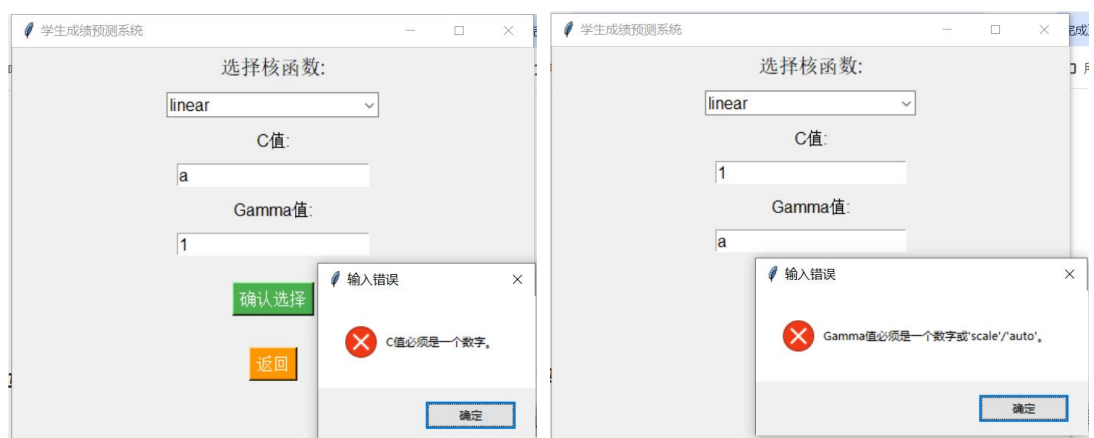 学生成绩预测系统
选择核函数:
linear
C值:
a
Gamma值:
1
确认选择
返回
输入错误
C值必须是一个数字。
确定
学生成绩预测系统
选择核函数:
linear
C值:
1
Gamma值:
a
输入错误
Gamma值必须是一个数字或'scale'/'auto'。
确定